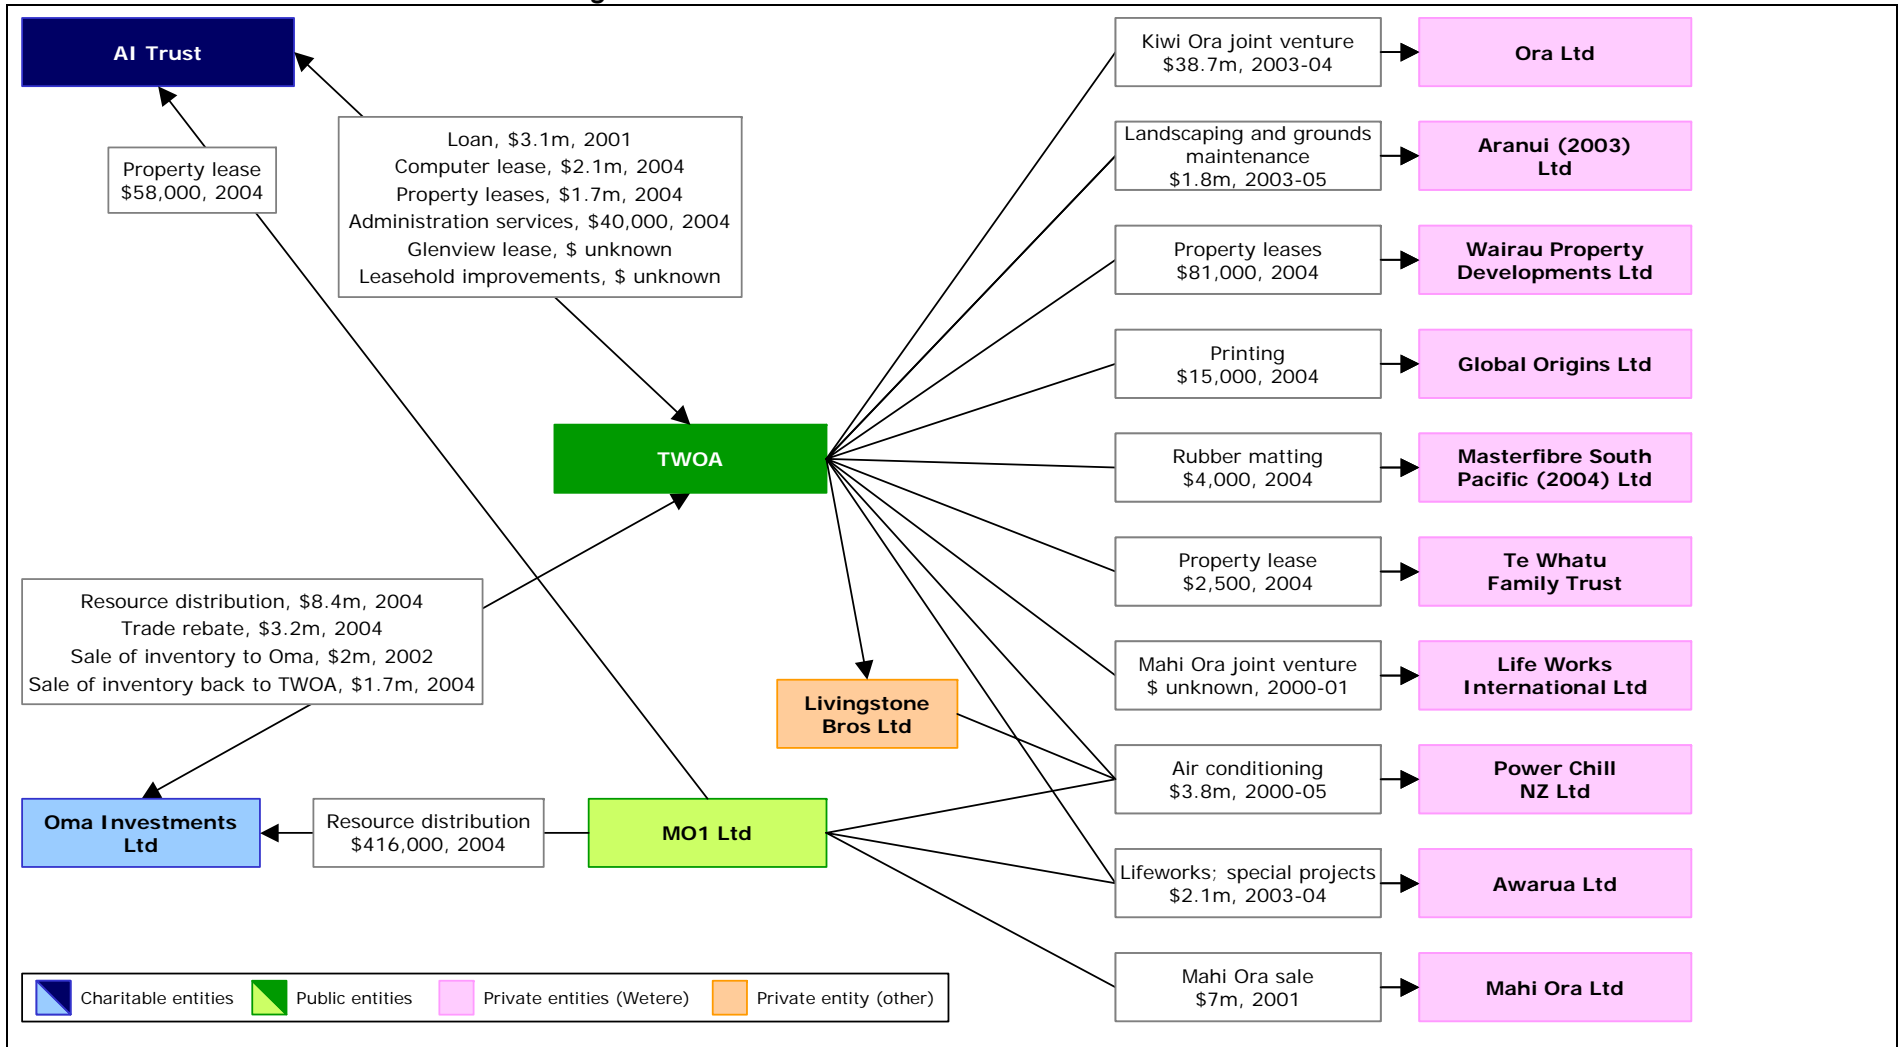 AI Trust
Property lease
$58,000, 2004
Loan, $3.1m, 2001
Computer lease, $2.1m, 2004
Property leases, $1.7m, 2004
Administration services, $40,000, 2004
Glenview lease, $ unknown
Leasehold improvements, $ unknown
TWOA
Resource distribution, $8.4m, 2004
Trade rebate, $3.2m, 2004
Sale of inventory to Oma, $2m, 2002
Sale of inventory back to TWOA, $1.7m, 2004
Livingstone
Bros Ltd
Oma Investments
Ltd
Resource distribution
$416,000, 2004
MO1 Ltd
Kiwi Ora joint venture
$38.7m, 2003-04
Ora Ltd
Landscaping and grounds
maintenance
$1.8m, 2003-05
Aranui (2003)
Ltd
Property leases
$81,000, 2004
Wairau Property
Developments Ltd
Printing
$15,000, 2004
Global Origins Ltd
Rubber matting
$4,000, 2004
Masterfibre South
Pacific (2004) Ltd
Property lease
$2,500, 2004
Te Whatu
Family Trust
Mahi Ora joint venture
$ unknown, 2000-01
Life Works
International Ltd
Air conditioning
$3.8m, 2000-05
Power Chill
NZ Ltd
Lifeworks; special projects
$2.1m, 2003-04
Awarua Ltd
Mahi Ora sale
$7m, 2001
Mahi Ora Ltd
Charitable entities
Public entities
Private entities (Wetere)
Private entity (other)